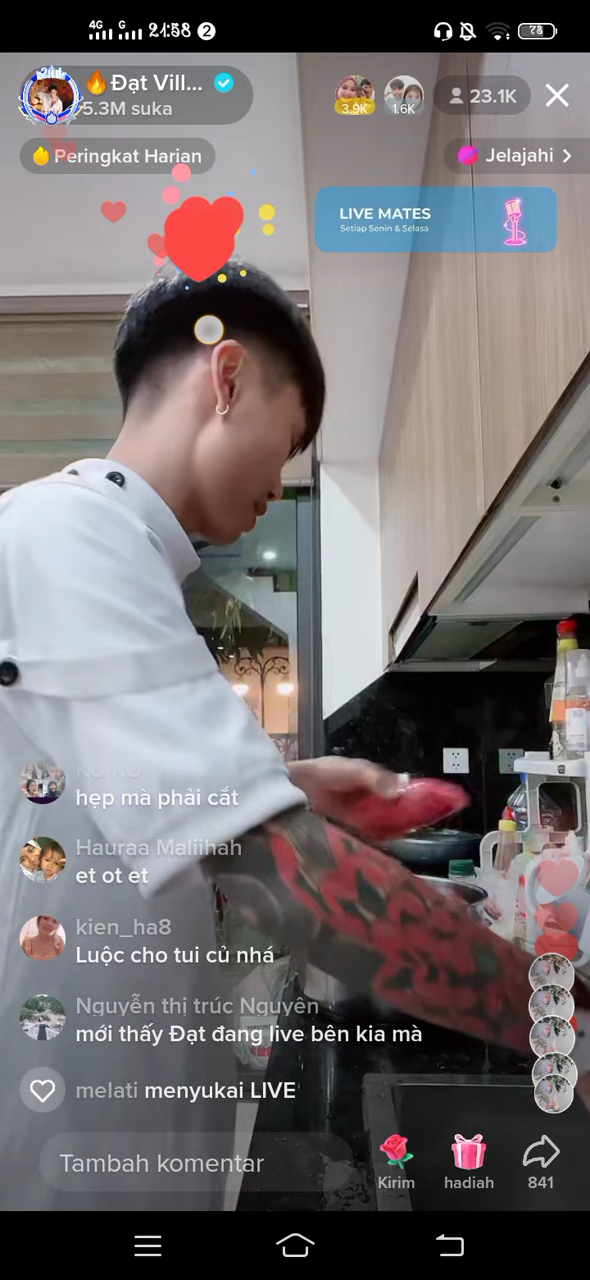 4G G 21:58 2 78
2tink
🔥Đạt Vill...
5.3M suka
3.9K
1.6K
23.1K
Peringkat Harian
Jelajahi >
LIVE MATES
Setiap Senin & Selasa
hẹp mà phải cắt
Hauraa Maliihah
et ot et
kien_ha8
Luộc cho tui củ nhá
Nguyễn thị trúc Nguyên
mới thấy Đạt đang live bên kia mà
melati menyukai LIVE
Tambah komentar
Kirim
hadiah
841